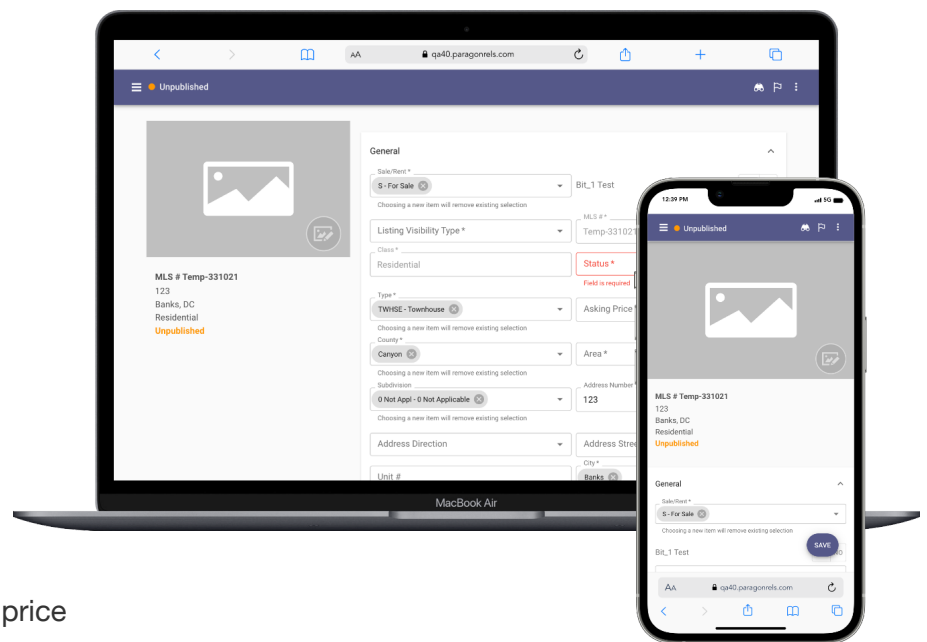 AA qa40.paragonrels.com
Unpublished
General
Sale/Rent *
S - For Sale
Bit_1 Test
Choosing a new item will remove existing selection
Listing Visibility Type *
MLS # *
Temp-331021
Class *
Residential
Status *
Field is required
MLS # Temp-331021
123
Banks, DC
Residential
Unpublished
Type *
TWHSE - Townhouse
Asking Price *
Choosing a new item will remove existing selection
County *
Canyon
Area *
Choosing a new item will remove existing selection
Subdivision
0 Not Appl - 0 Not Applicable
Address Number *
123
Choosing a new item will remove existing selection
Address Direction
Address Stree
Unit #
City *
Banks
MacBook Air
12:39 PM
5G
Unpublished
MLS # Temp-331021
123
Banks, DC
Residential
Unpublished
General
Sale/Rent *
S - For Sale
Choosing a new item will remove existing selection
Bit_1 Test
SAVE
AA qa40.paragonrels.com
price